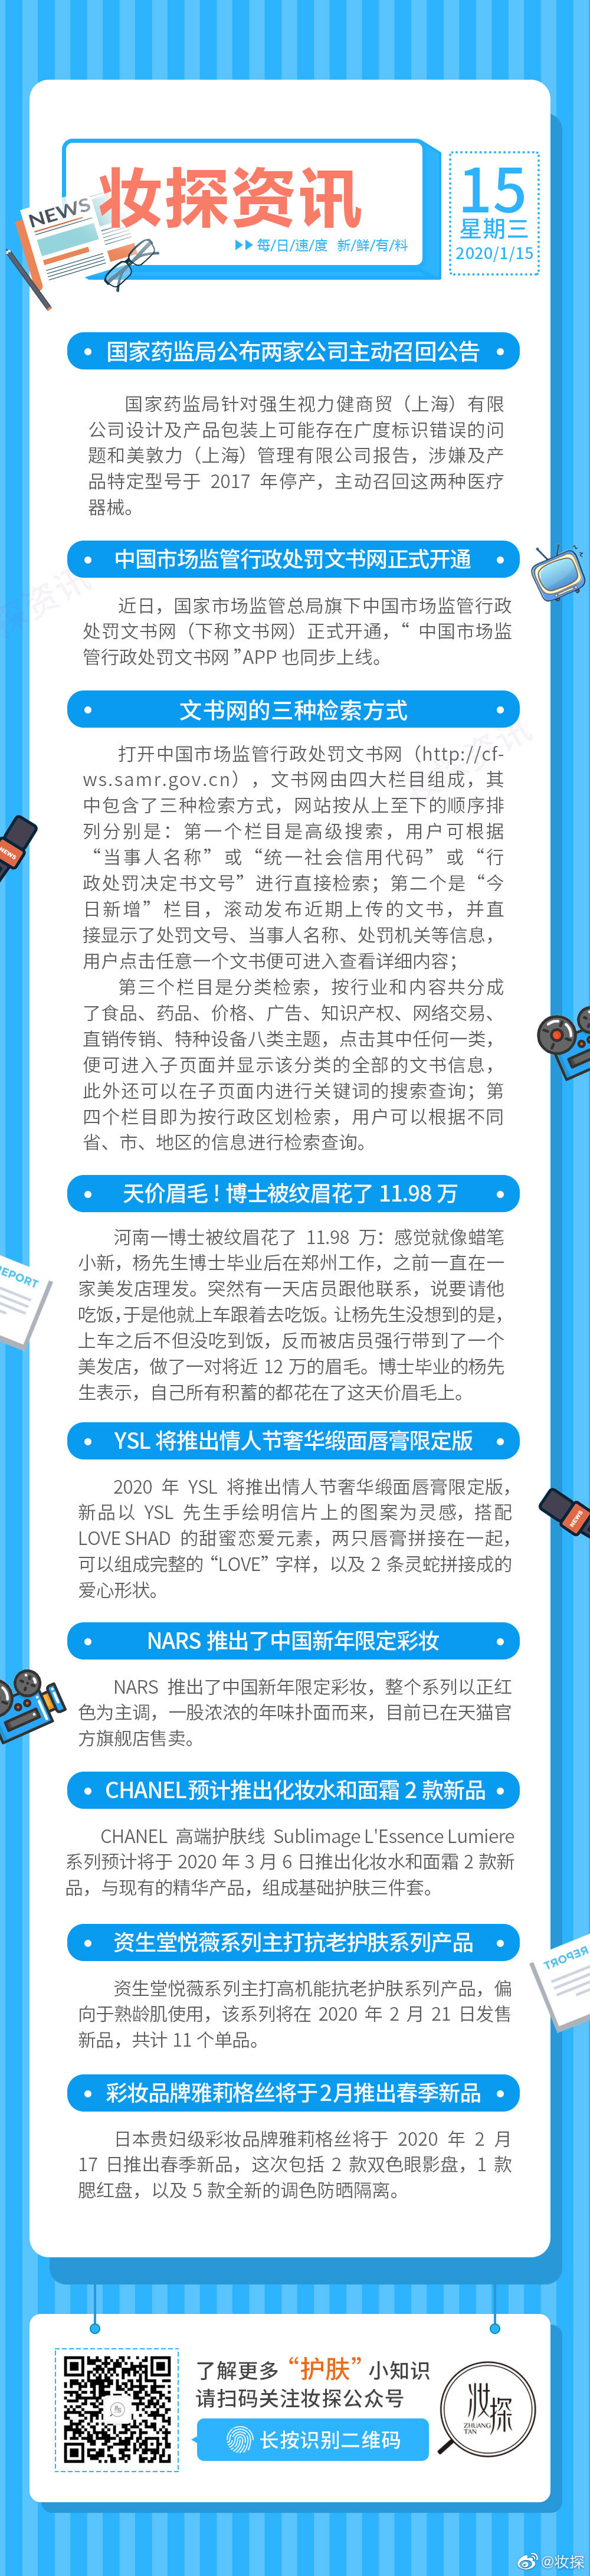 NEWS
妆探资讯
每/日/速/度 新/鲜/有/料
15
星期三
2020/1/15
国家药监局公布两家公司主动召回公告
国家药监局针对强生视力健商贸（上海）有限
公司设计及产品包装上可能存在广度标识错误的问
题和美敦力（上海）管理有限公司报告，涉嫌及产
品特定型号于 2017 年停产，主动召回这两种医疗
器械。
中国市场监管行政处罚文书网正式开通
近日，国家市场监管总局旗下中国市场监管行政
处罚文书网（下称文书网）正式开通，“ 中国市场监
管行政处罚文书网 ”APP 也同步上线。
文书网的三种检索方式
打开中国市场监管行政处罚文书网（http://cf-
ws.samr.gov.cn），文书网由四大栏目组成，其
中包含了三种检索方式，网站按从上至下的顺序排
列分别是：第一个栏目是高级搜索，用户可根据
“当事人名称”或“统一社会信用代码”或“行
政处罚决定书文号”进行直接检索；第二个是“今
日新增”栏目，滚动发布近期上传的文书，并直
接显示了处罚文号、当事人名称、处罚机关等信息，
用户点击任意一个文书便可进入查看详细内容；
第三个栏目是分类检索，按行业和内容共分成
了食品、药品、价格、广告、知识产权、网络交易、
直销传销、特种设备八类主题，点击其中任何一类，
便可进入子页面并显示该分类的全部的文书信息，
此外还可以在子页面内进行关键词的搜索查询；第
四个栏目即为按行政区划检索，用户可以根据不同
省、市、地区的信息进行检索查询。
天价眉毛！博士被纹眉花了 11.98 万
河南一博士被纹眉花了 11.98 万：感觉就像蜡笔
小新，杨先生博士毕业后在郑州工作，之前一直在一
家美发店理发。突然有一天店员跟他联系，说要请他
吃饭，于是他就上车跟着去吃饭。让杨先生没想到的是，
上车之后不但没吃到饭，反而被店员强行带到了一个
美发店，做了一对将近 12 万的眉毛。博士毕业的杨先
生表示，自己所有积蓄的都花在了这天价眉毛上。
YSL 将推出情人节奢华缎面唇膏限定版
2020 年 YSL 将推出情人节奢华缎面唇膏限定版，
新品以 YSL 先生手绘明信片上的图案为灵感，搭配
LOVE SHAD 的甜蜜恋爱元素，两只唇膏拼接在一起，
可以组成完整的 “LOVE” 字样，以及 2 条灵蛇拼接成的
爱心形状。
NARS 推出了中国新年限定彩妆
NARS 推出了中国新年限定彩妆，整个系列以正红
色为主调，一股浓浓的年味扑面而来，目前已在天猫官
方旗舰店售卖。
CHANEL预计推出化妆水和面霜 2 款新品
CHANEL 高端护肤线 Sublimage L'Essence Lumiere
系列预计将于 2020 年 3 月 6 日推出化妆水和面霜 2 款新
品，与现有的精华产品，组成基础护肤三件套。
资生堂悦薇系列主打抗老护肤系列产品
资生堂悦薇系列主打高机能抗老护肤系列产品，偏
向于熟龄肌使用，该系列将在 2020 年 2 月 21 日发售
新品，共计 11 个单品。
彩妆品牌雅莉格丝将于2月推出春季新品
日本贵妇级彩妆品牌雅莉格丝将于 2020 年 2 月
17 日推出春季新品，这次包括 2 款双色眼影盘，1 款
腮红盘，以及 5 款全新的调色防晒隔离。
NEWS
REPORT
NEWS
REPORT
了解更多“护肤”小知识
请扫码关注妆探公众号
长按识别二维码
妆探
ZHUANG
TAN
@妆探